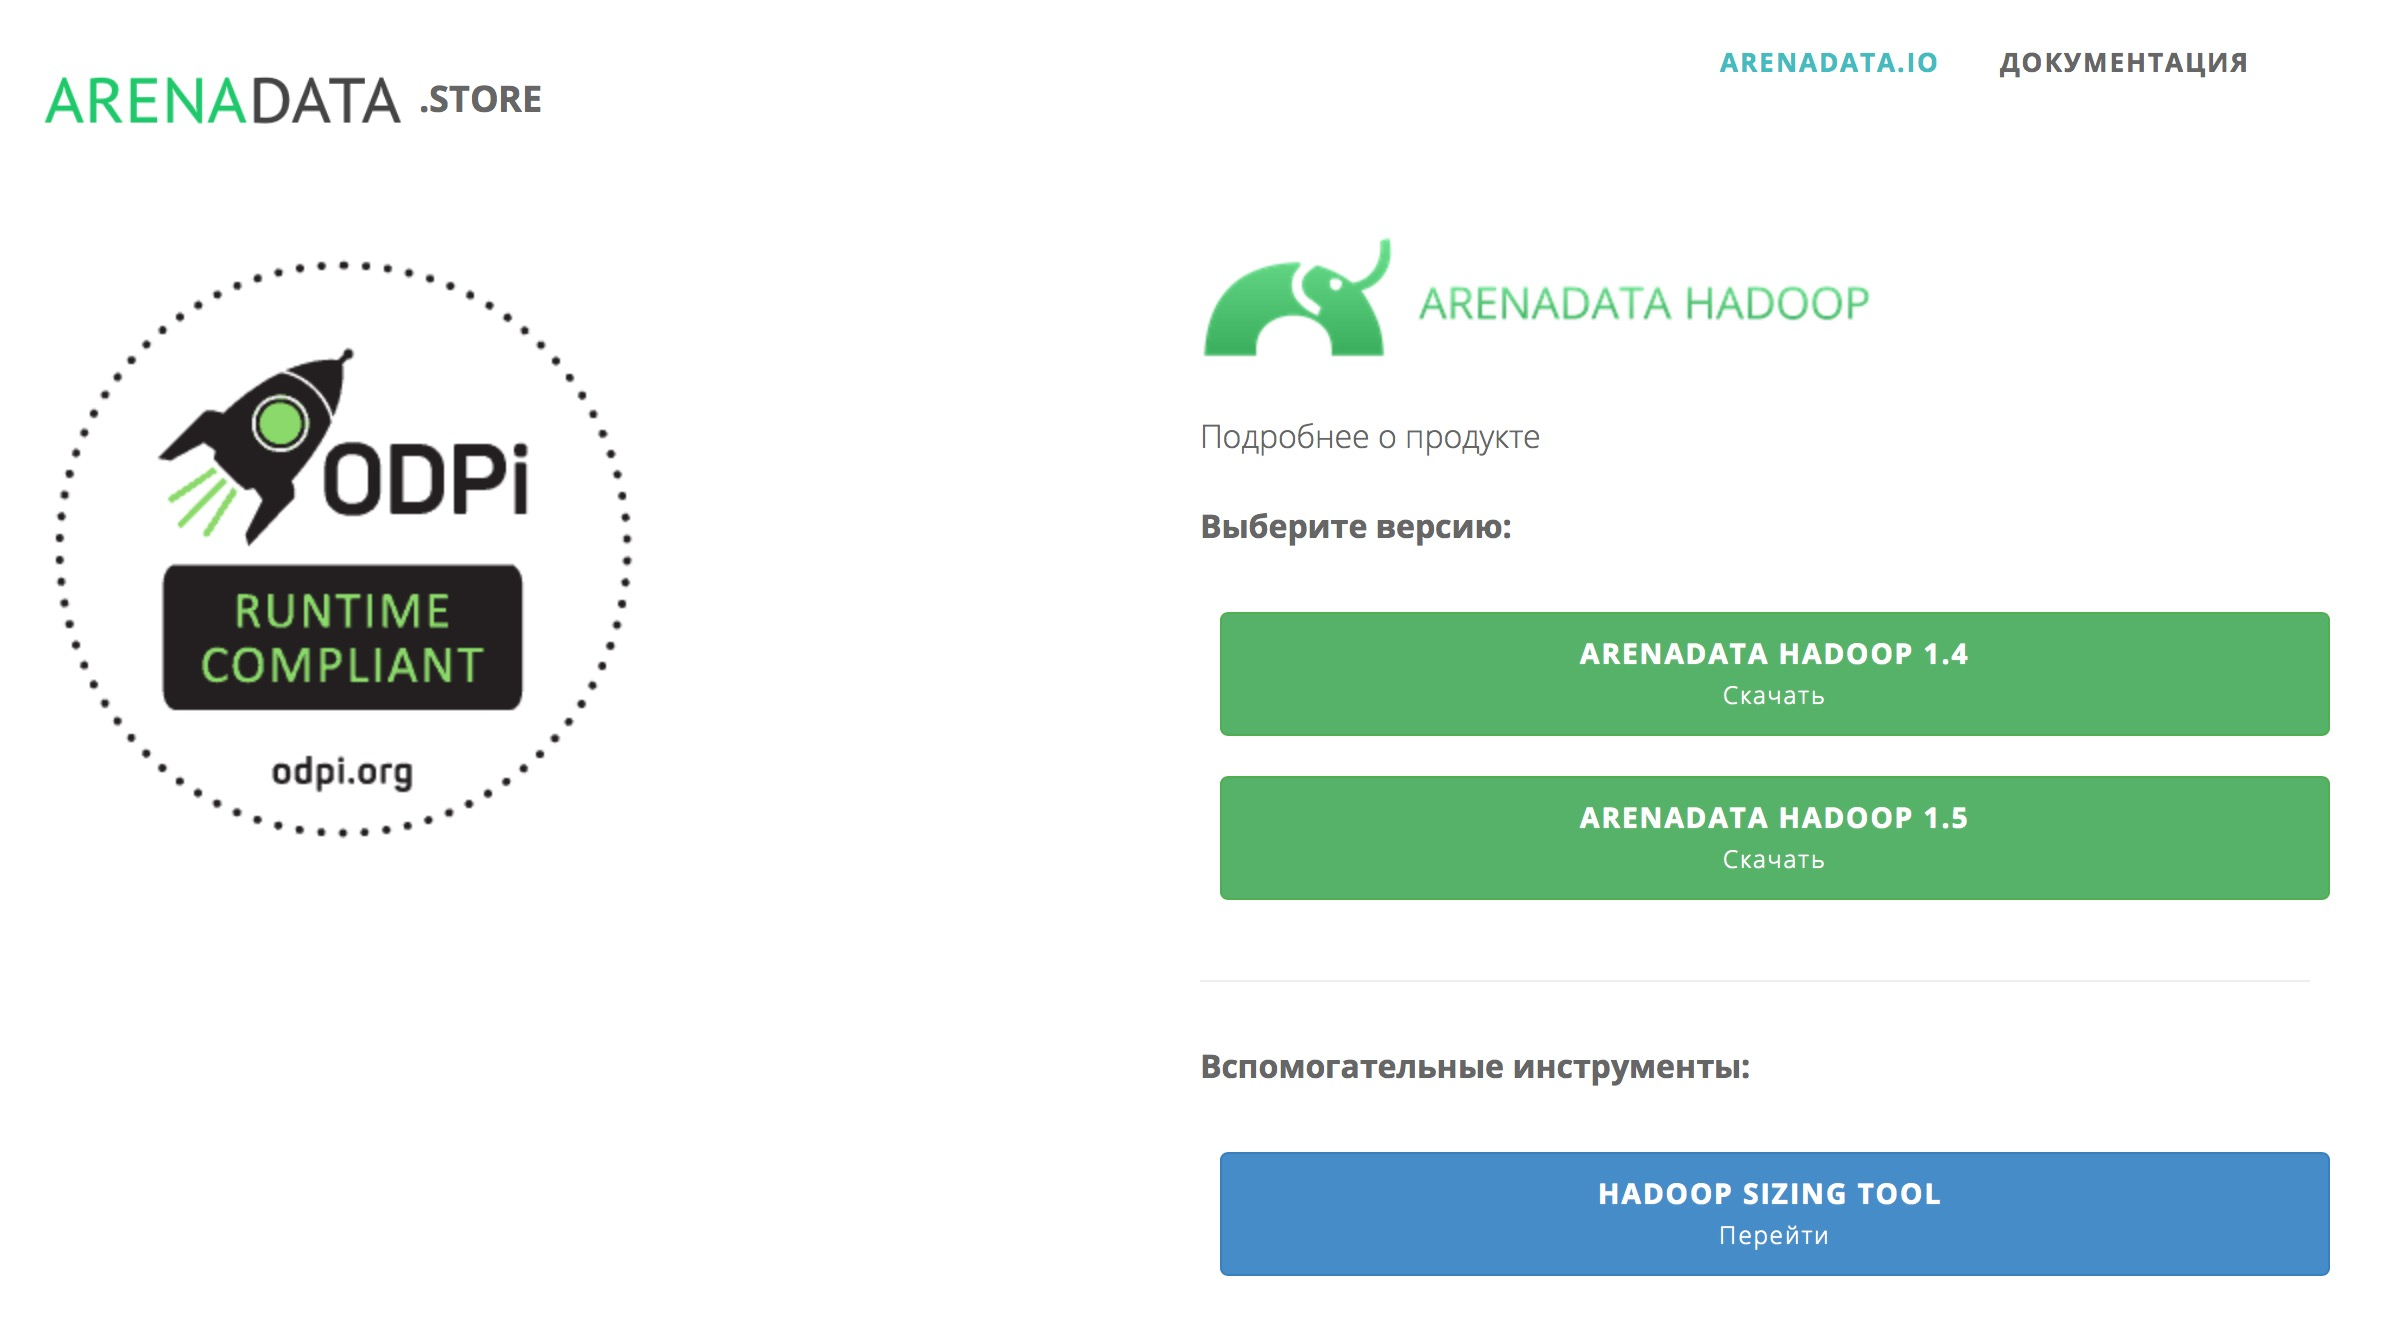 ARENADATA .STORE
ARENADATA.IO ДОКУМЕНТАЦИЯ
ODPi
RUNTIME
COMPLIANT
odpi.org
ARENADATA HADOOP
Подробнее о продукте
Выберите версию:
ARENADATA HADOOP 1.4
Скачать
ARENADATA HADOOP 1.5
Скачать
Вспомогательные инструменты:
HADOOP SIZING TOOL
Перейти